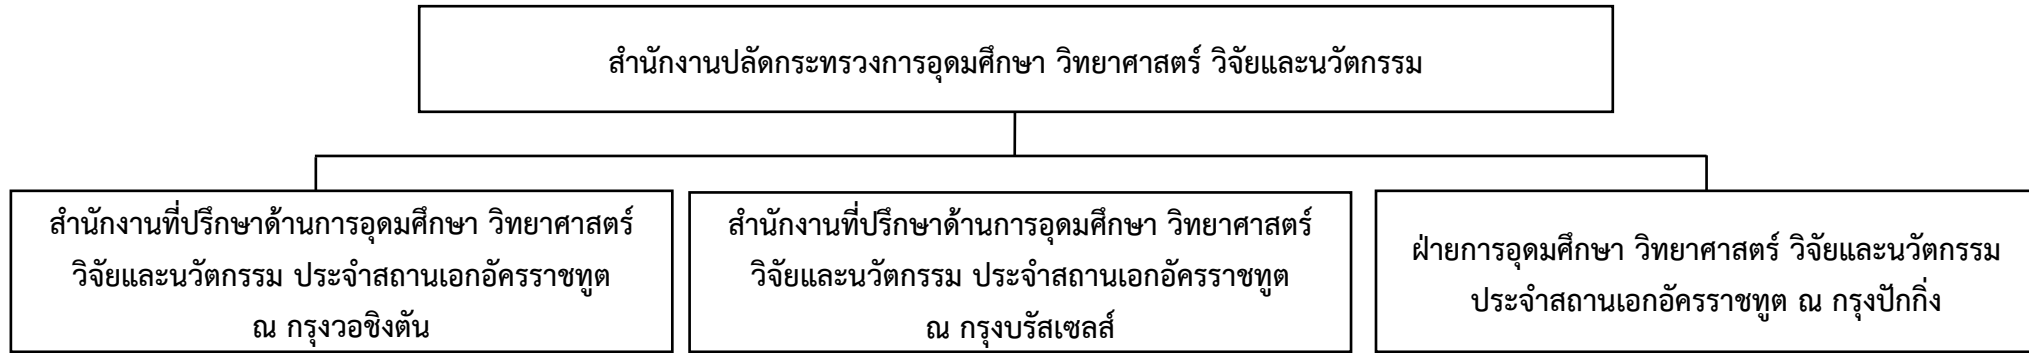 สำนักงานปลัดกระทรวงการอุดมศึกษา วิทยาศาสตร์ วิจัยและนวัตกรรม
สำนักงานที่ปรึกษาด้านการอุดมศึกษา วิทยาศาสตร์
วิจัยและนวัตกรรม ประจำสถานเอกอัครราชทูต
ณ กรุงวอชิงตัน
สำนักงานที่ปรึกษาด้านการอุดมศึกษา วิทยาศาสตร์
วิจัยและนวัตกรรม ประจำสถานเอกอัครราชทูต
ณ กรุงบรัสเซลส์
ฝ่ายการอุดมศึกษา วิทยาศาสตร์ วิจัยและนวัตกรรม
ประจำสถานเอกอัครราชทูต ณ กรุงปักกิ่ง